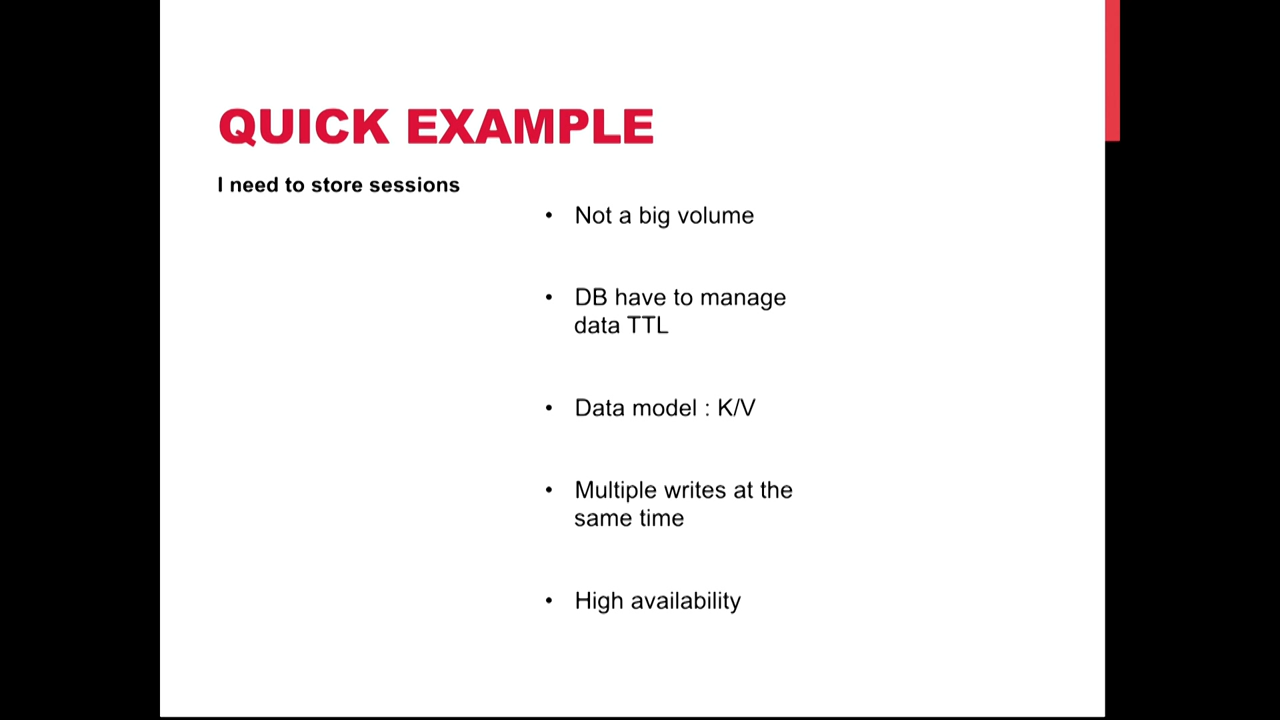 QUICK EXAMPLE
I need to store sessions
• Not a big volume
• DB have to manage
data TTL
• Data model : K/V
• Multiple writes at the
same time
• High availability